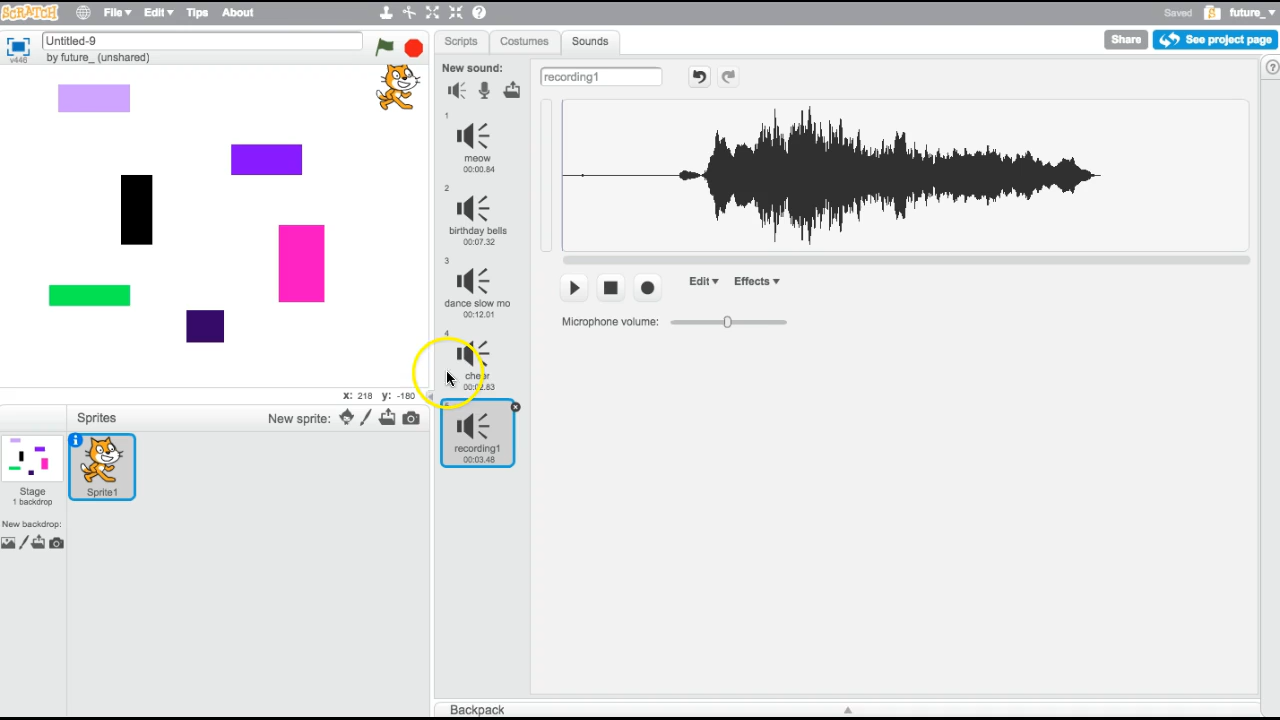 SCRATCH File▼ Edit▼ Tips About Saved future_▼
v446 Untitled-9
by future_ (unshared)
Scripts Costumes Sounds
Share See project page
New sound:
recording1
1
meow
00:00.84
2
birthday bells
00:07.32
3
dance slow mo
00:12.01
4
cheer
00:02.83
recording1
00:03.48
Edit▼ Effects▼
Microphone volume:
x: 218 y: -180
Sprites New sprite:
Stage
1 backdrop
Sprite1
New backdrop:
Backpack